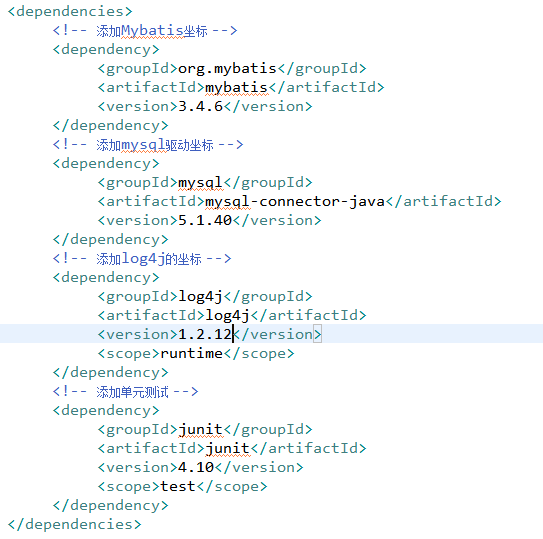 <dependencies>
<!-- 添加Mybatis坐标 -->
<dependency>
<groupId>org.mybatis</groupId>
<artifactId>mybatis</artifactId>
<version>3.4.6</version>
</dependency>
<!-- 添加mysql驱动坐标 -->
<dependency>
<groupId>mysql</groupId>
<artifactId>mysql-connector-java</artifactId>
<version>5.1.40</version>
</dependency>
<!-- 添加log4j的坐标 -->
<dependency>
<groupId>log4j</groupId>
<artifactId>log4j</artifactId>
<version>1.2.12</version>
<scope>runtime</scope>
</dependency>
<!-- 添加单元测试 -->
<dependency>
<groupId>junit</groupId>
<artifactId>junit</artifactId>
<version>4.10</version>
<scope>test</scope>
</dependency>
</dependencies>